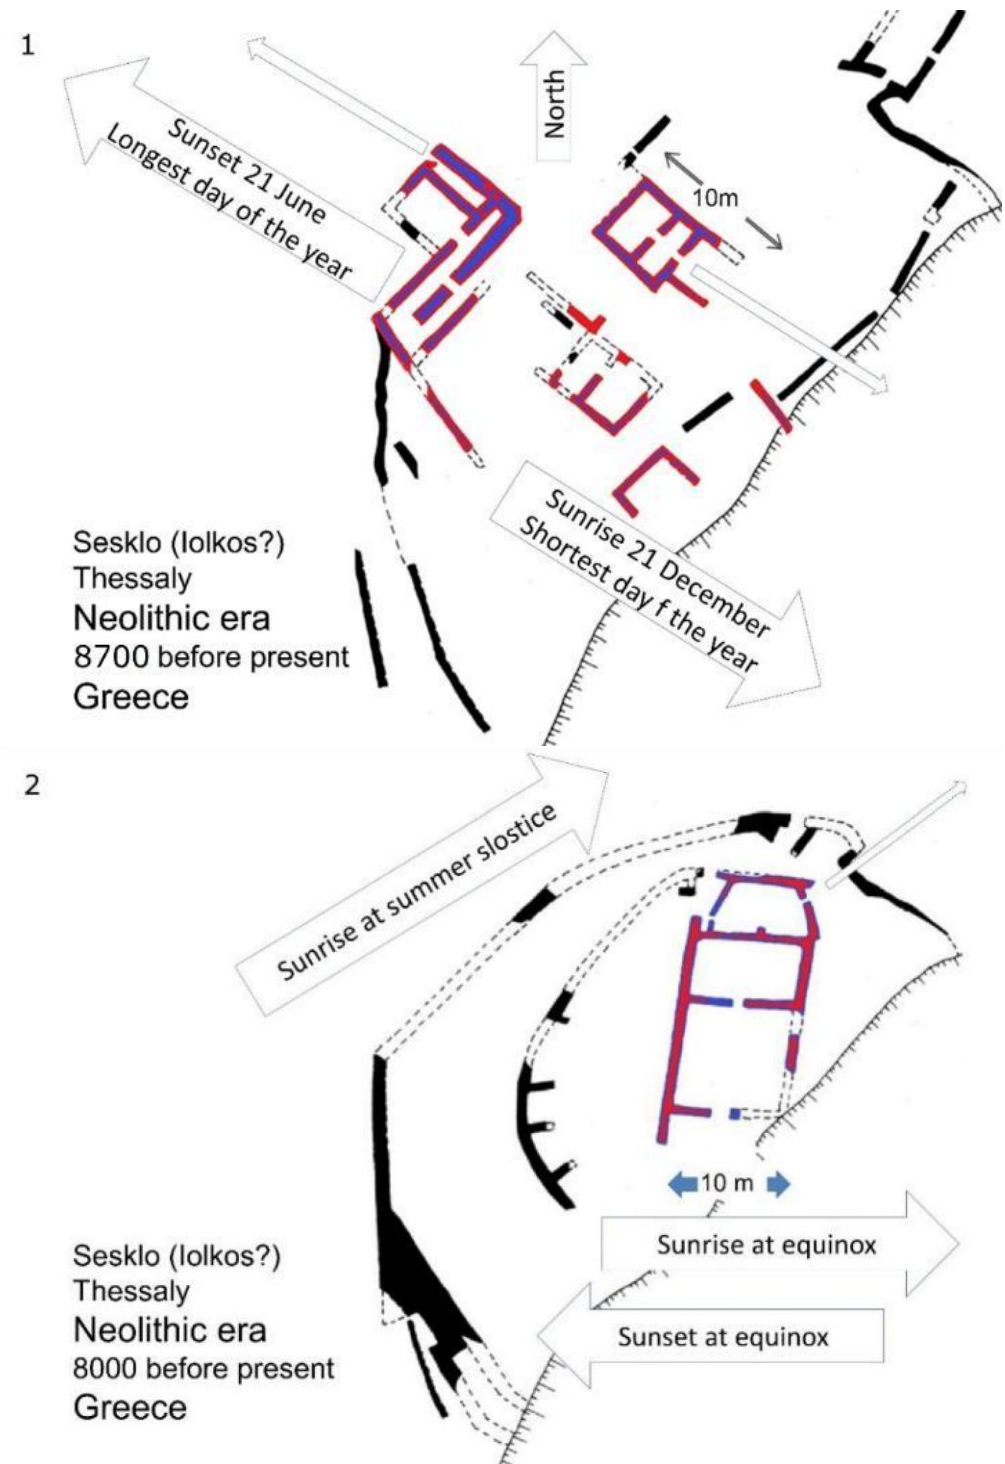 1
Sunset 21 June
Longest day of the year
North
10m
Sunrise 21 December
Shortest day f the year
Sesklo (Iolkos?)
Thessaly
Neolithic era
8700 before present
Greece
2
Sunrise at summer slostice
10 m
Sunrise at equinox
Sunset at equinox
Sesklo (Iolkos?)
Thessaly
Neolithic era
8000 before present
Greece